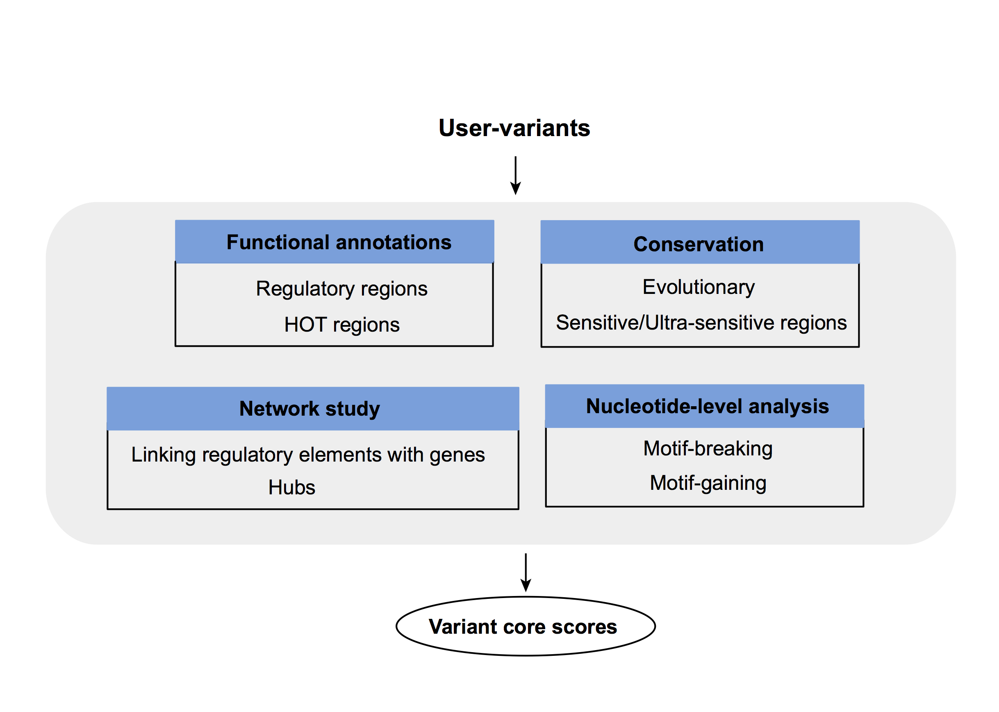 User-variants
Functional annotations
Regulatory regions
HOT regions
Conservation
Evolutionary
Sensitive/Ultra-sensitive regions
Network study
Linking regulatory elements with genes
Hubs
Nucleotide-level analysis
Motif-breaking
Motif-gaining
Variant core scores